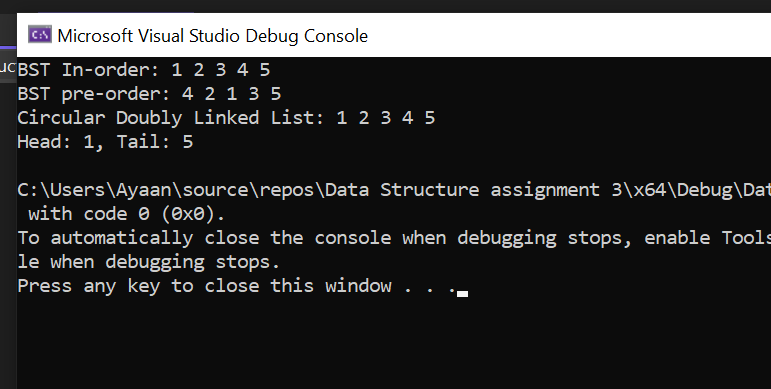 Microsoft Visual Studio Debug Console
BST In-order: 1 2 3 4 5
BST pre-order: 4 2 1 3 5
Circular Doubly Linked List: 1 2 3 4 5
Head: 1, Tail: 5
C:\Users\Ayaan\source\repos\Data Structure assignment 3\x64\Debug\Dat
with code 0 (0x0).
To automatically close the console when debugging stops, enable Tools
le when debugging stops.
Press any key to close this window . . .